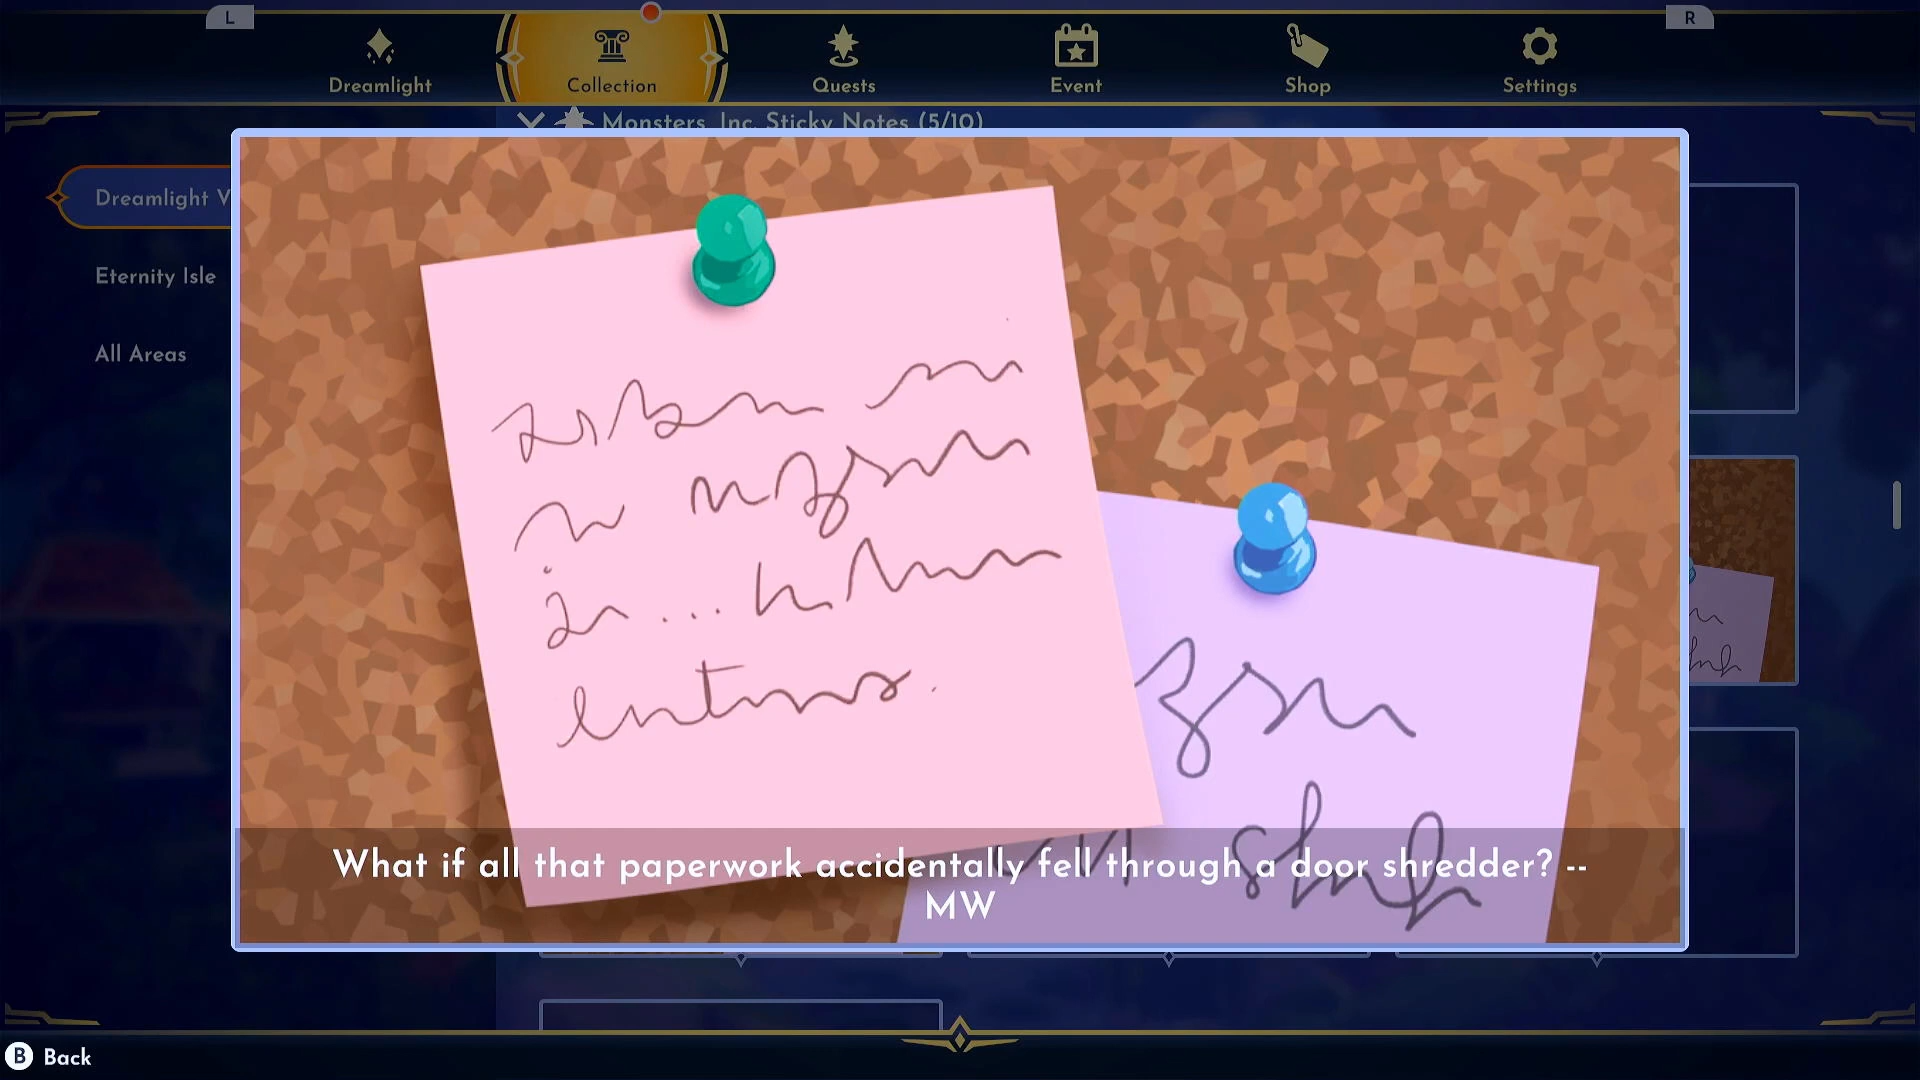 L
R
Dreamlight
Collection
Quests
Event
Shop
Settings
Monsters, Inc. Sticky Notes (5/10)
Dreamlight V
Eternity Isle
All Areas
What if all that paperwork accidentally fell through a door shredder? --
MW
B Back